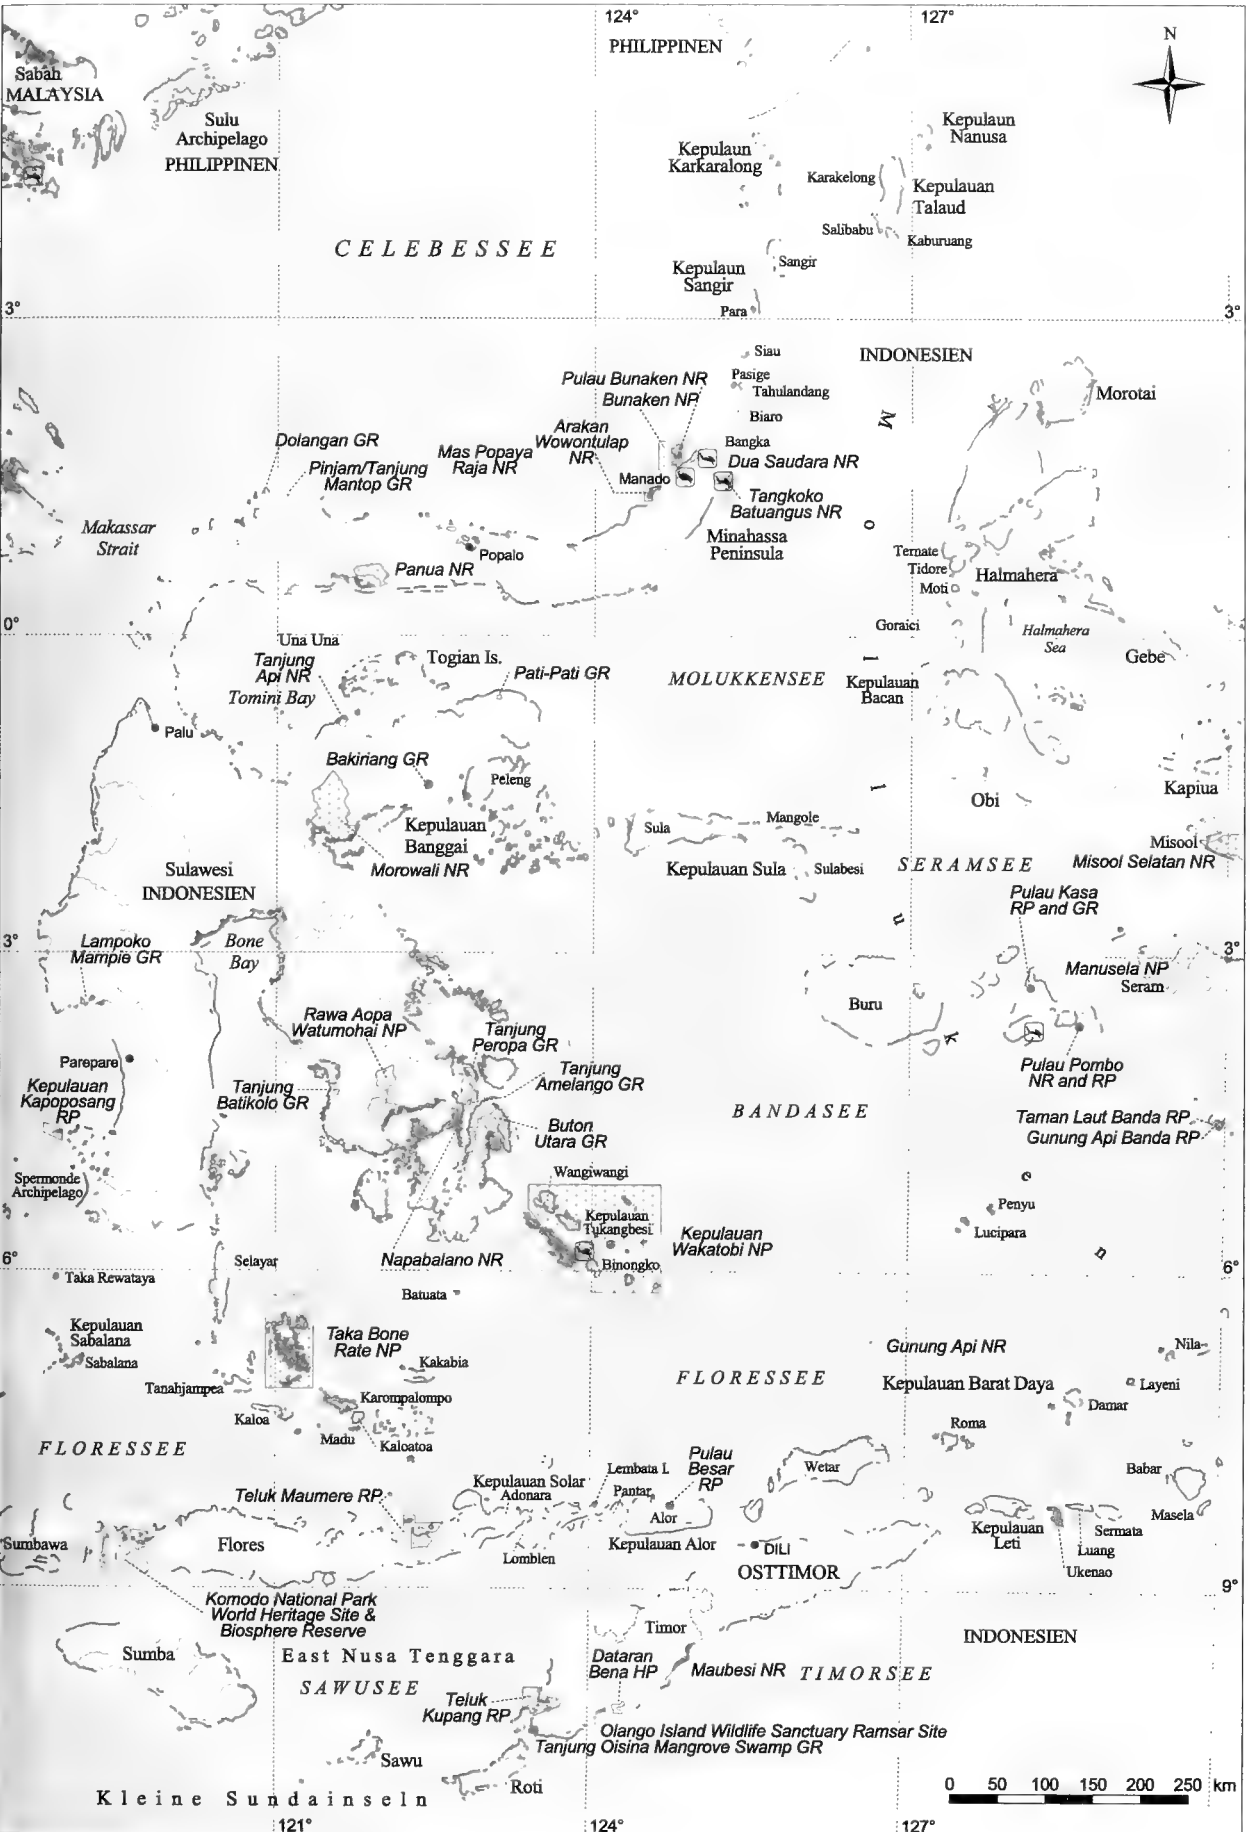 124°
127°
PHILIPPINEN
N
Sabah
MALAYSIA
Sulu
Archipelago
PHILIPPINEN
Kepulaun
Nanusa
Kepulaun
Karkaralong
Karakelong
Kepulauan
Talaud
Salibabu
Kaburuang
CELEBESSEE
Sangir
Kepulaun
Sangir
Para
3°
3°
Siau
INDONESIEN
Pulau Bunaken NR
Pasige
Bunaken NP
Tahulandang
Morotai
Biaro
Arakan
Wowontulap
NR
Dolangan GR
Mas Popaya
Raja NR
Bangka
Pinjam/Tanjung
Mantop GR
Dua Saudara NR
Manado
Tangkoko
Batuangus NR
Makassar
Strait
Minahassa
Peninsula
Popalo
Ternate
Tidore
Halmahera
Moti
Panua NR
0°
Goraici
Halmahera
Sea
Una Una
Tanjung
Api NR
Togian Is.
Gebe
Pati-Pati GR
MOLUKKENSEE
Kepulauan
Bacan
Tomini Bay
Palu
Bakiriang GR
Peleng
Kapiua
Obi
Kepulauan
Banggai
Sula
Mangole
Misool
Misool Selatan NR
Morowali NR
Kepulauan Sula
Sulabesi
SERAMSEE
Sulawesi
INDONESIEN
Pulau Kasa
RP and GR
Lampoko
Mampie GR
Bone
Bay
3°
3°
Manusela NP
Seram
Buru
Rawa Aopa
Watumohai NP
Tanjung
Peropa GR
Parepare
Tanjung
Amelango GR
Pulau Pombo
NR and RP
Kepulauan
Kapoposang
RP
Tanjung
Batikolo GR
BANDASEE
Taman Laut Banda RP
Gunung Api Banda RP
Buton
Utara GR
Wangiwangi
Spermonde
Archipelago
Penyu
Kepulauan
Tukangbesi
Lucipara
Kepulauan
Wakatobi NP
Napabalano NR
Selayar
Binongko
6°
6°
Taka Rewataya
Batuata
Molukken
Kepulauan
Sabalana
Sabalana
Taka Bone
Rate NP
Gunung Api NR
Nila
Kakabia
FLORESSEE
Kepulauan Barat Daya
Layeni
Tanahjampea
Karompalompo
Damar
Kaloa
Madu
Kaloatoa
Roma
FLORESSEE
Pulau
Besar
RP
Wetar
Lembata I.
Babar
Kepulauan Solar
Adonara
Pantar
Teluk Maumere RP
Alor
Masela
Sumbawa
Flores
Kepulauan
Leti
Sermata
Lomblen
Kepulauan Alor
DILI
Luang
OSTTIMOR
Ukenao
9°
Komodo National Park
World Heritage Site &
Biosphere Reserve
Timor
INDONESIEN
Sumba
East Nusa Tenggara
Dataran
Bena HP
Maubesi NR
TIMORSEE
SAWUSEE
Teluk
Kupang RP
Olango Island Wildlife Sanctuary Ramsar Site
Tanjung Oisina Mangrove Swamp GR
Sawu
Roti
Kleine Sundainseln
0 50 100 150 200 250 km
121°
124°
127°